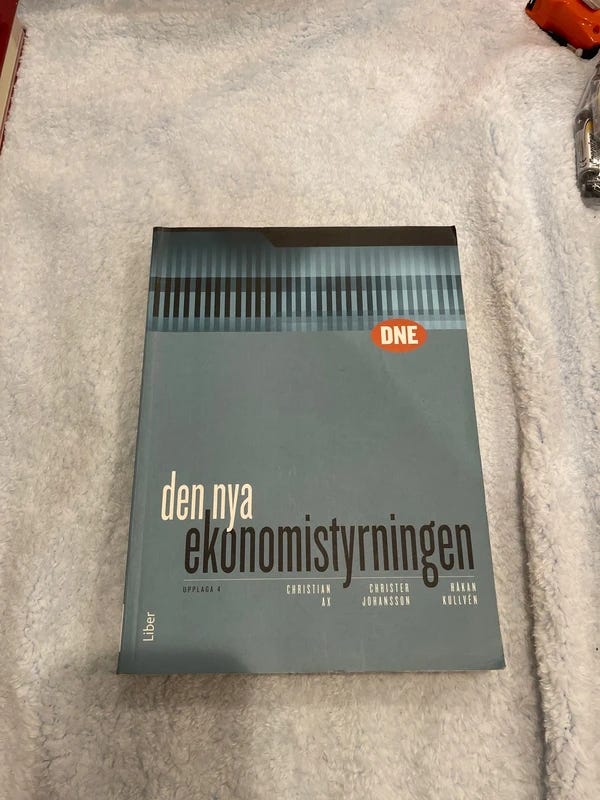 DNE
den nya
ekonomistyrningen
UPPLAGA 4
CHRISTIAN
AX
CHRISTER
JOHANSSON
HÅKAN
KULLVÉN
Liber